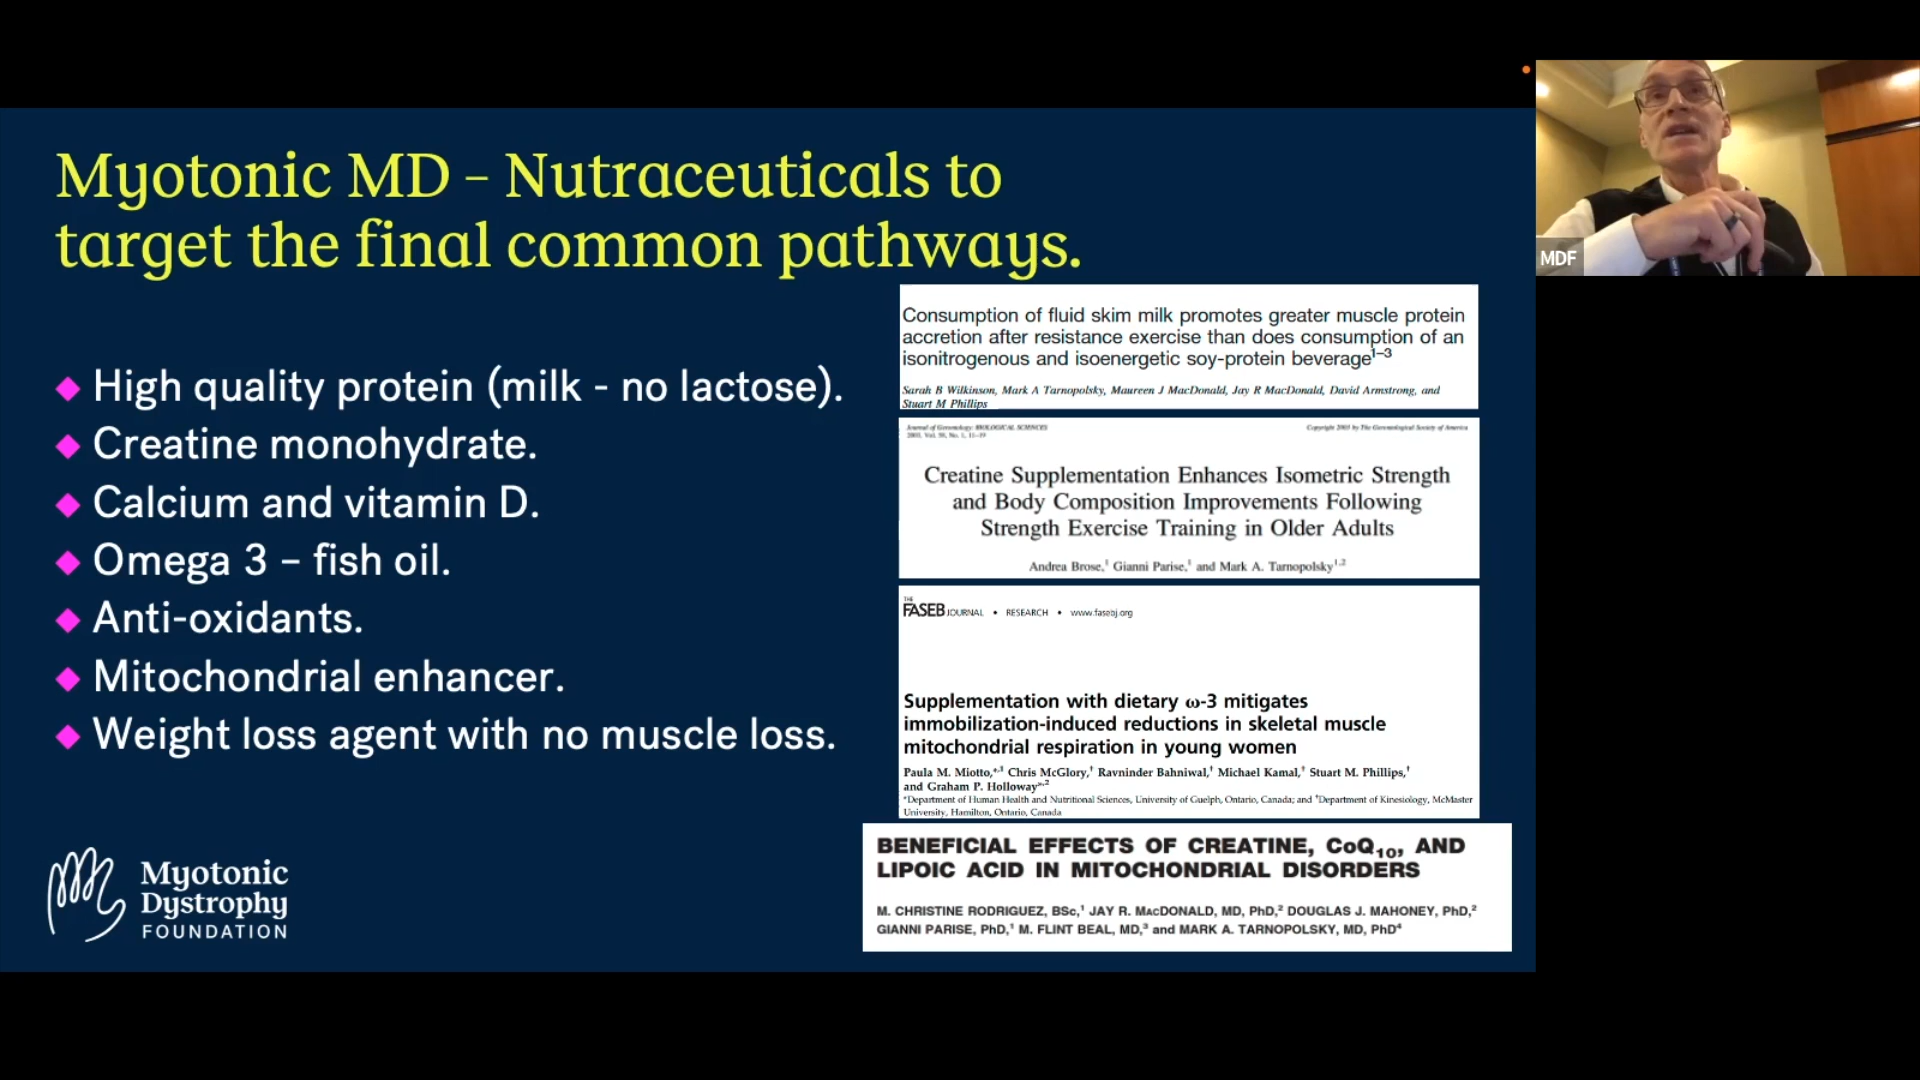 Myotonic MD – Nutraceuticals to
target the final common pathways.
High quality protein (milk - no lactose).
Creatine monohydrate.
Calcium and vitamin D.
Omega 3 – fish oil.
Anti-oxidants.
Mitochondrial enhancer.
Weight loss agent with no muscle loss.
Myotonic
Dystrophy
FOUNDATION
Consumption of fluid skim milk promotes greater muscle protein
accretion after resistance exercise than does consumption of an
isonitrogenous and isoenergetic soy-protein beverage1–3
Sarah B Wilkinson, Mark A Tarnopolsky, Maureen J MacDonald, Jay R MacDonald, David Armstrong, and
Stuart M Phillips
Journal of Gerontology: BIOLOGICAL SCIENCES
2003, Vol. 58, No. 1, 11–19
Copyright 2003 by The Gerontological Society of America
Creatine Supplementation Enhances Isometric Strength
and Body Composition Improvements Following
Strength Exercise Training in Older Adults
Andrea Brose,1 Gianni Parise,1 and Mark A. Tarnopolsky1,2
THE
FASEB JOURNAL • RESEARCH • www.fasebj.org
Supplementation with dietary ω-3 mitigates
immobilization-induced reductions in skeletal muscle
mitochondrial respiration in young women
Paula M. Miotto,*,1 Chris McGlory,† Ravninder Bahniwal,† Michael Kamal,† Stuart M. Phillips,†
and Graham P. Holloway*,2
*Department of Human Health and Nutritional Sciences, University of Guelph, Ontario, Canada; and †Department of Kinesiology, McMaster
University, Hamilton, Ontario, Canada
BENEFICIAL EFFECTS OF CREATINE, CoQ10, AND
LIPOIC ACID IN MITOCHONDRIAL DISORDERS
M. CHRISTINE RODRIGUEZ, BSc,1 JAY R. MacDONALD, MD, PhD,2 DOUGLAS J. MAHONEY, PhD,2
GIANNI PARISE, PhD,1 M. FLINT BEAL, MD,3 and MARK A. TARNOPOLSKY, MD, PhD4
MDF